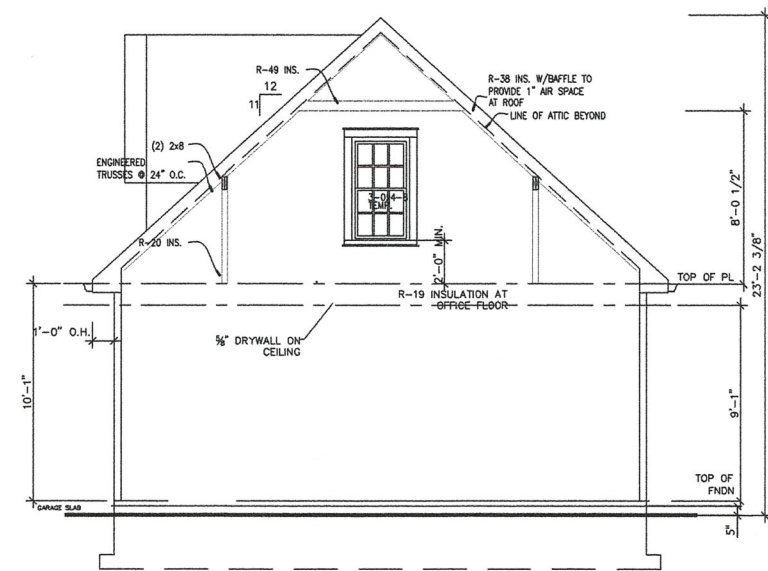 R-49 INS.
12
11
R-38 INS. W/BAFFLE TO
PROVIDE 1" AIR SPACE
AT ROOF
LINE OF ATTIC BEYOND
(2) 2x8
ENGINEERED
TRUSSES @ 24" O.C.
8'-0 1/2"
23'-2 3/8"
TEMP.
R-20 INS.
2'-0" MIN.
TOP OF PL
R-19 INSULATION AT
OFFICE FLOOR
1'-0" O.H.
⅝" DRYWALL ON
CEILING
10'-1"
9'-1"
TOP OF
FNDN
GARAGE SLAB
5"